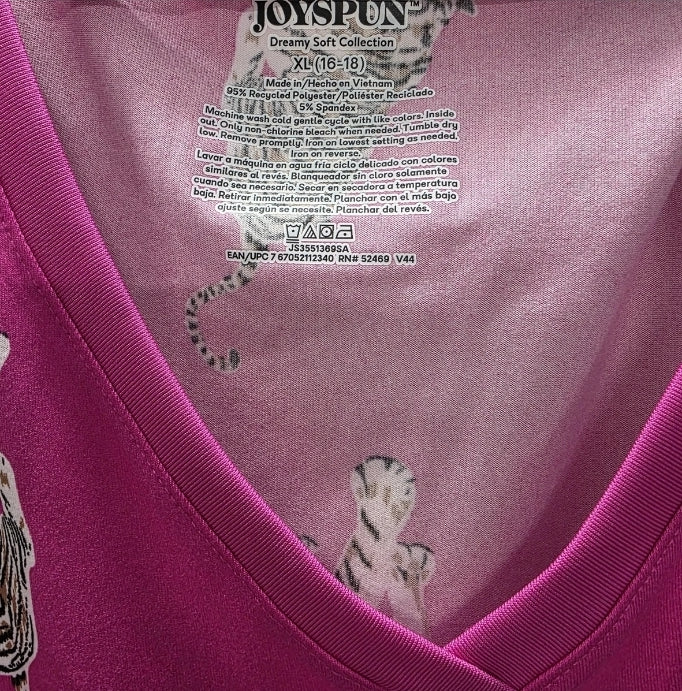 JOYSPUN™
Dreamy Soft Collection
XL (16-18)
Made in/Hecho en Vietnam
95% Recycled Polyester/Poliéster Reciclado
5% Spandex
Machine wash cold gentle cycle with like colors. Inside
out. Only non-chlorine bleach when needed. Tumble dry
low. Remove promptly. Iron on lowest setting as needed.
Iron on reverse.
Lavar a máquina en agua fría ciclo delicado con colores
similares al revés. Blanqueador sin cloro solamente
cuando sea necesario. Secar en secadora a temperatura
baja. Retirar inmediatamente. Planchar con el más bajo
ajuste según se necesite. Planchar del revés.
JS3551369SA
EAN/UPC 7 67052112340 RN# 52469 V44